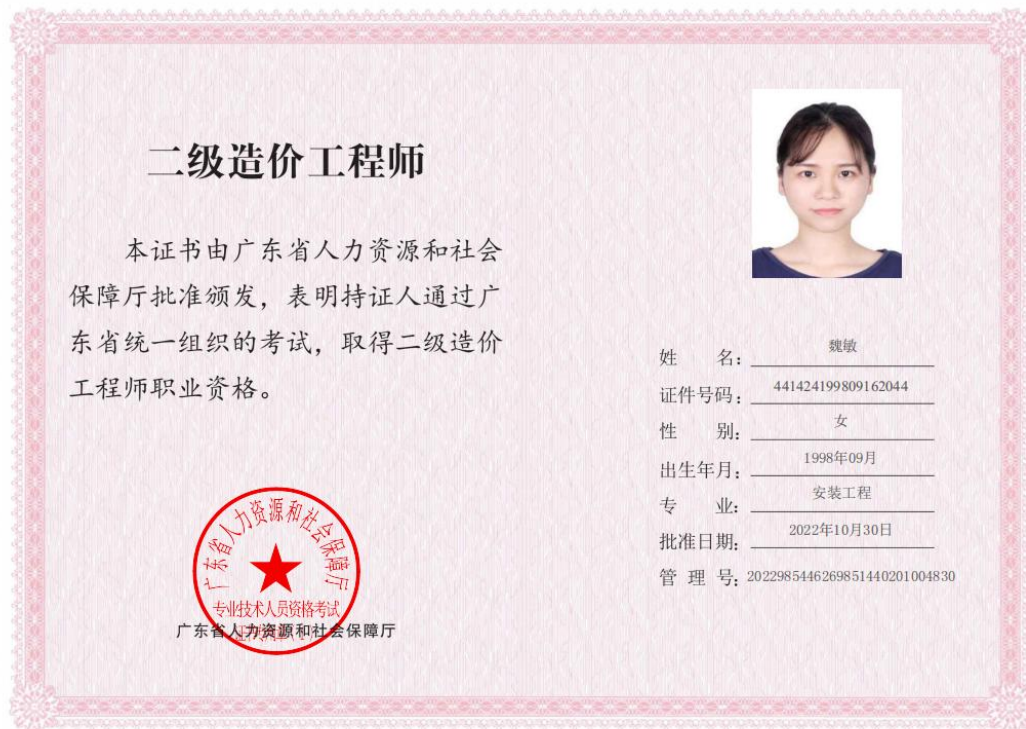 二级造价工程师
本证书由广东省人力资源和社会
保障厅批准颁发，表明持证人通过广
东省统一组织的考试，取得二级造价
工程师职业资格。
广东省人力资源和社会保障厅
专业技术人员资格考试
广东省人力资源和社会保障厅
姓 名：魏敏
证件号码：441424199809162044
性 别：女
出生年月：1998年09月
专 业：安装工程
批准日期：2022年10月30日
管 理 号：20229854462698514402010048​30